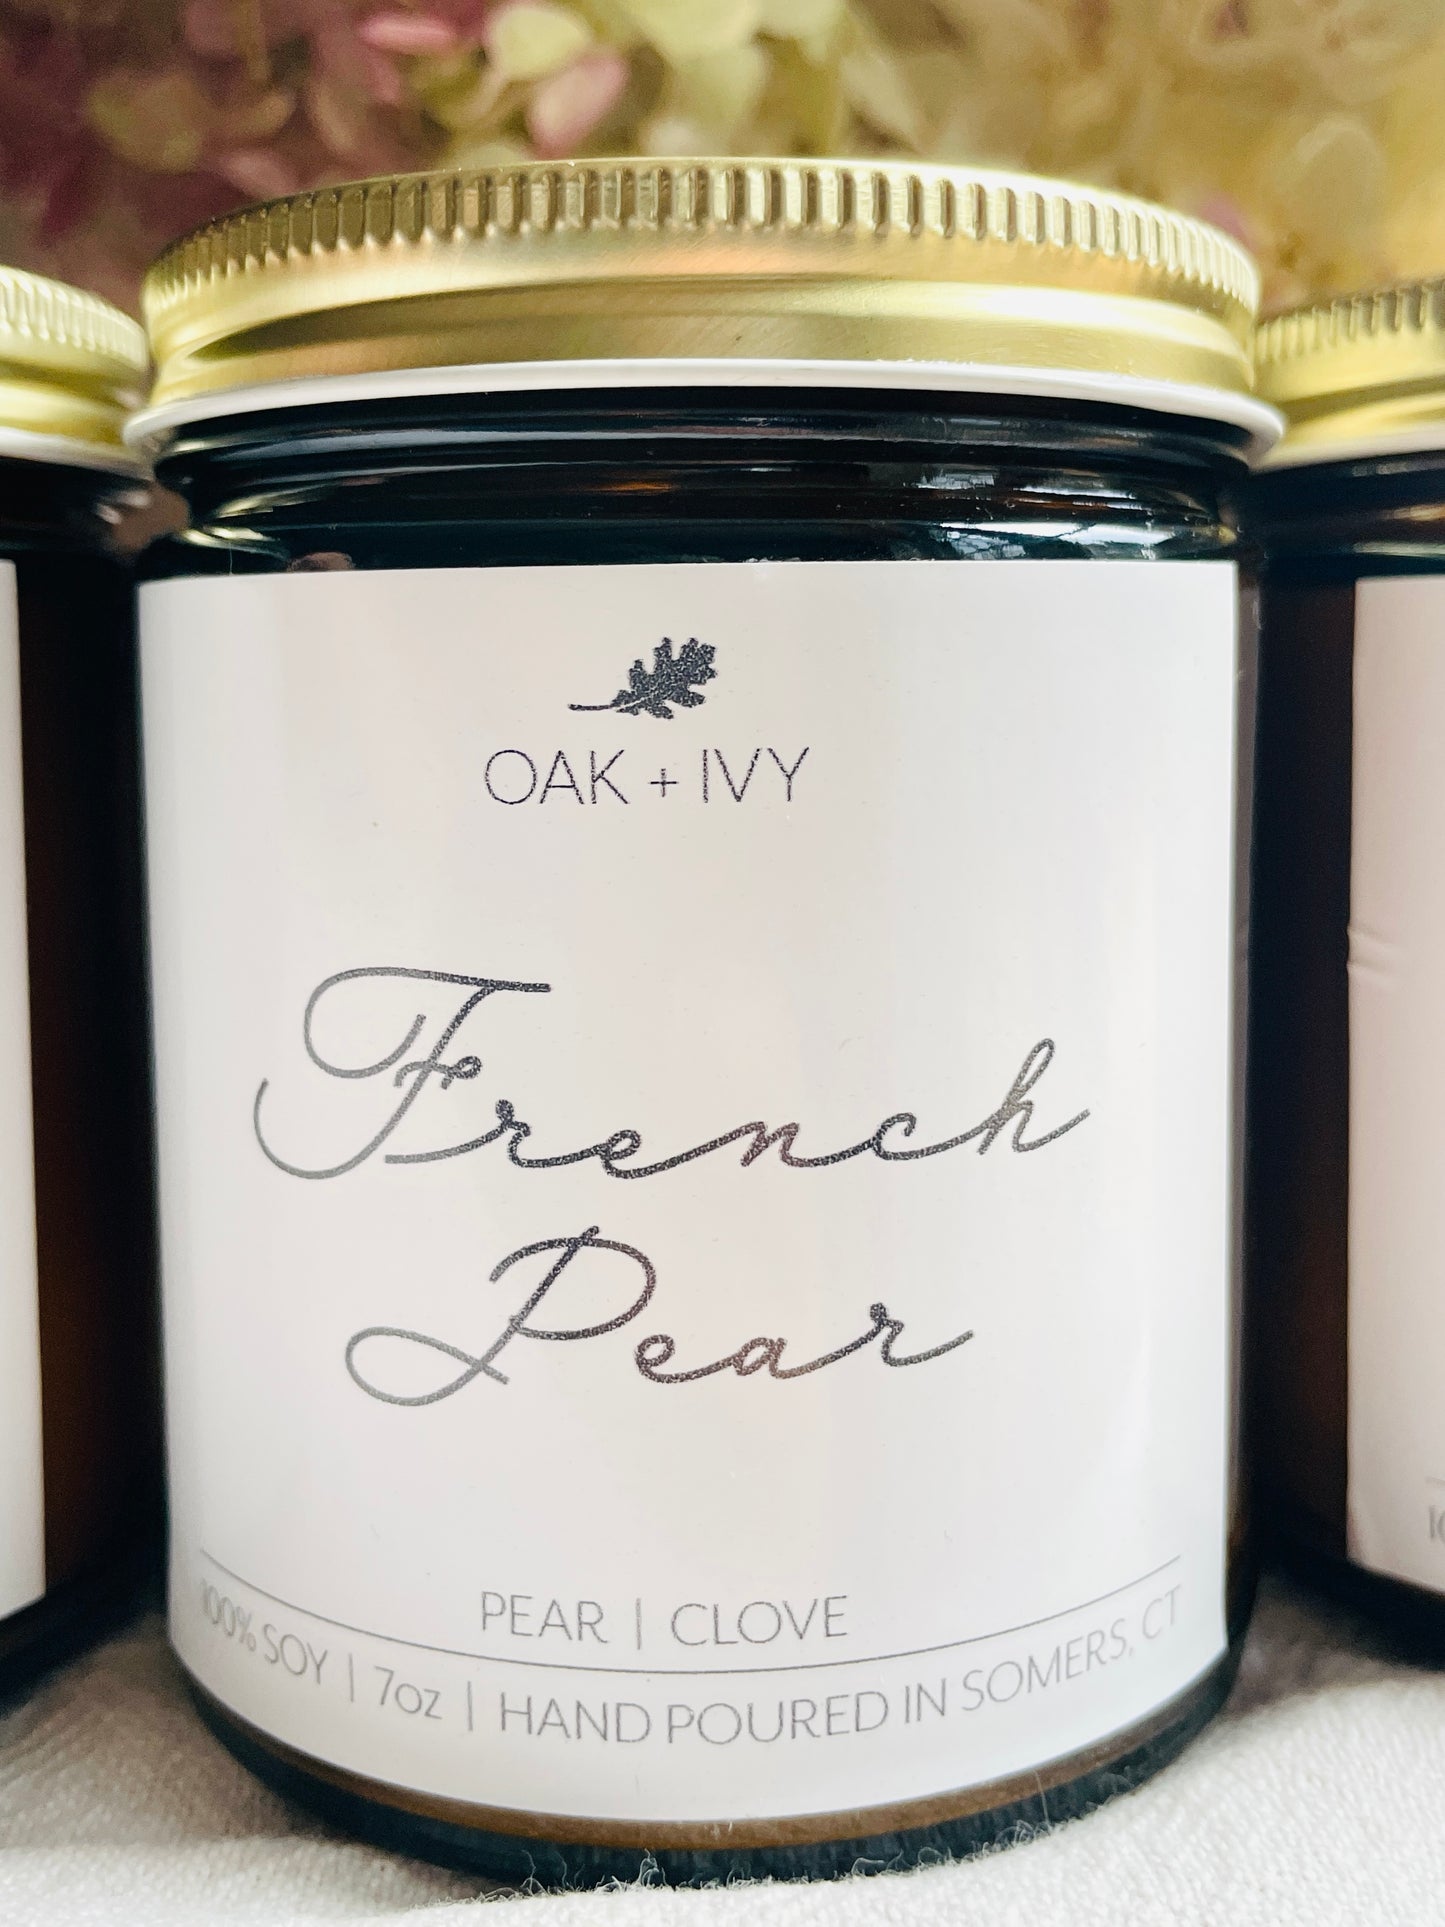 OAK + IVY
French
Pear
PEAR | CLOVE
100% SOY | 7oz | HAND POURED IN SOMERS, CT